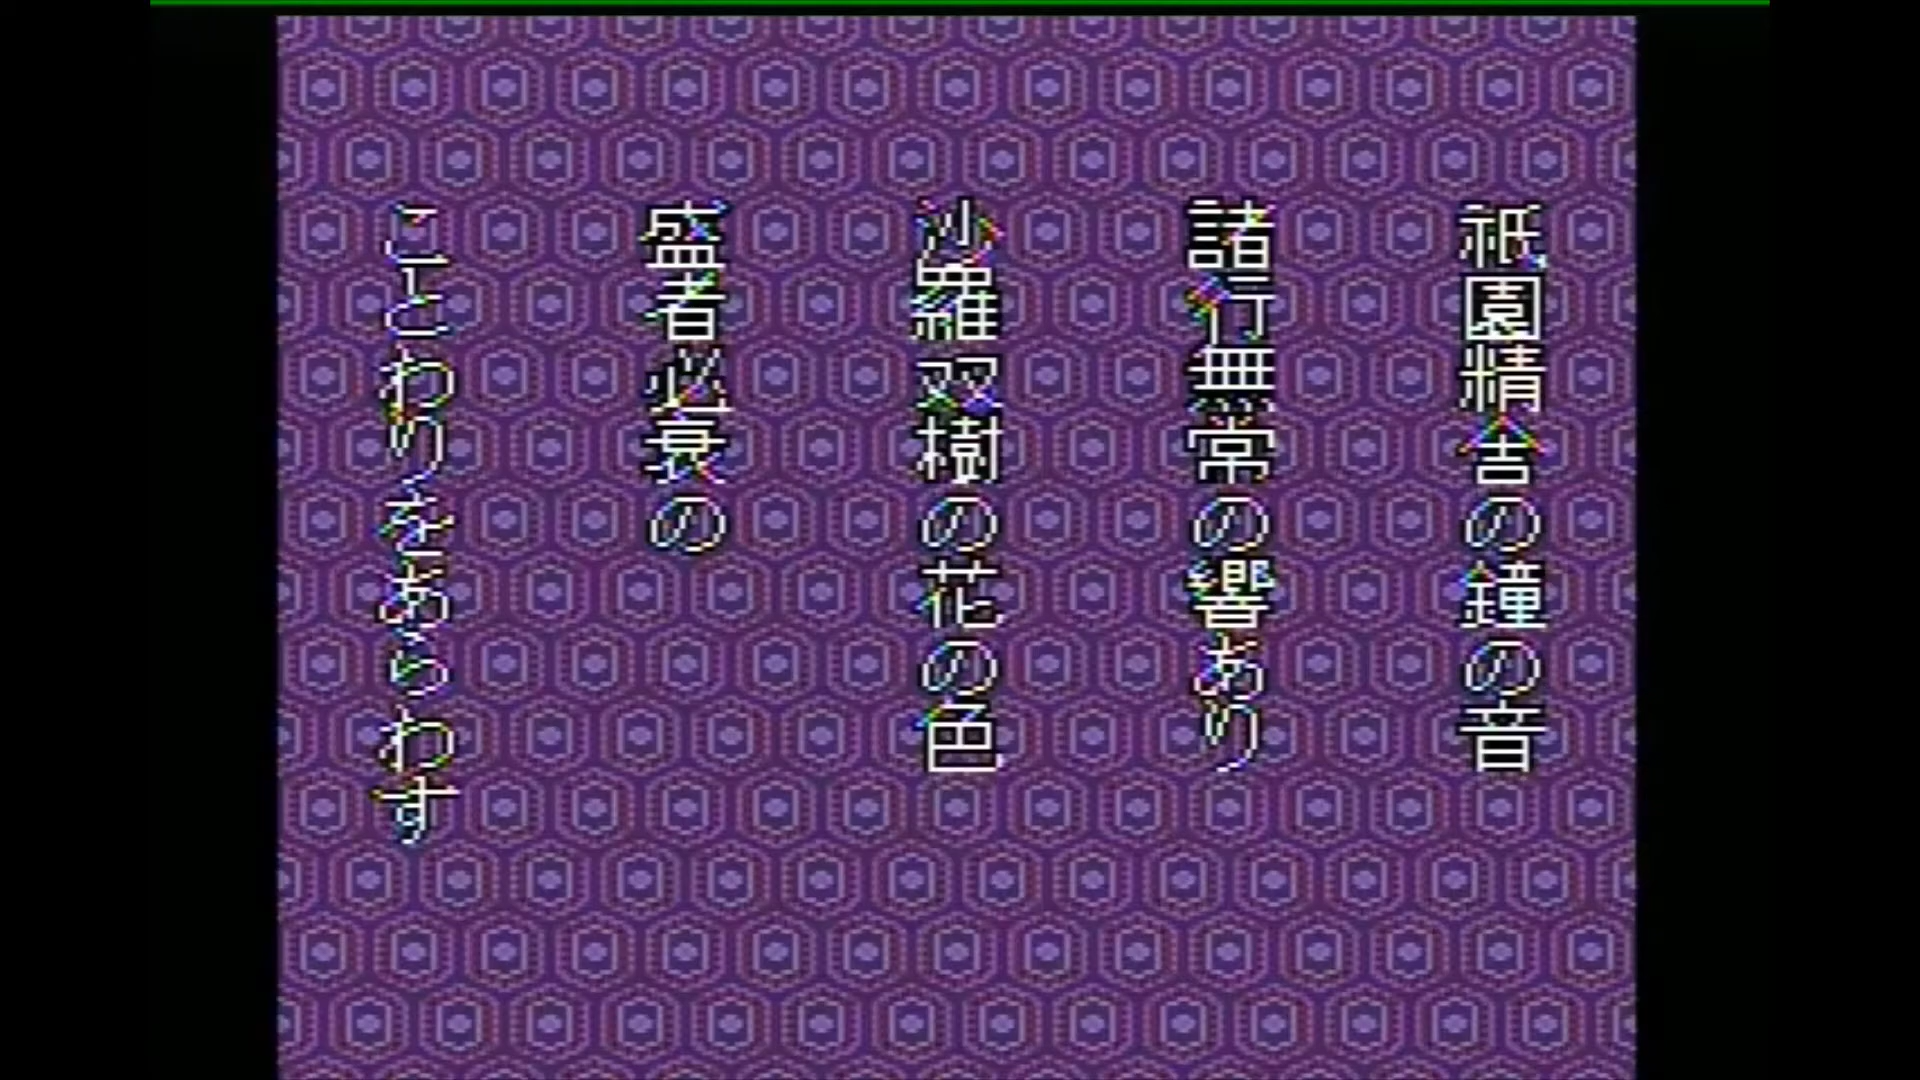 祇園精舎の鐘の音
諸行無常の響あり
沙羅双樹の花の色
盛者必衰の
ことわりをあらわす